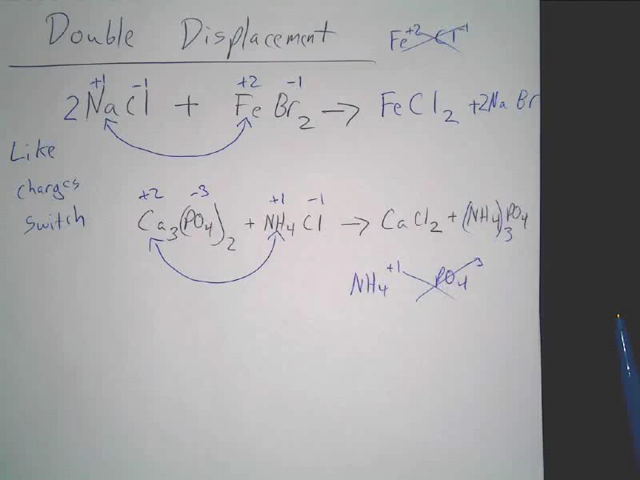 Double Displacement
Fe+2 Cl-1
+1 -1 +2 -1
2NaCl + FeBr2 → FeCl2 + 2NaBr
Like
charges
switch
+2 -3 +1 -1
Ca3(PO4)2 + NH4Cl → CaCl2 + (NH4)3PO4
NH4+1 PO4-3